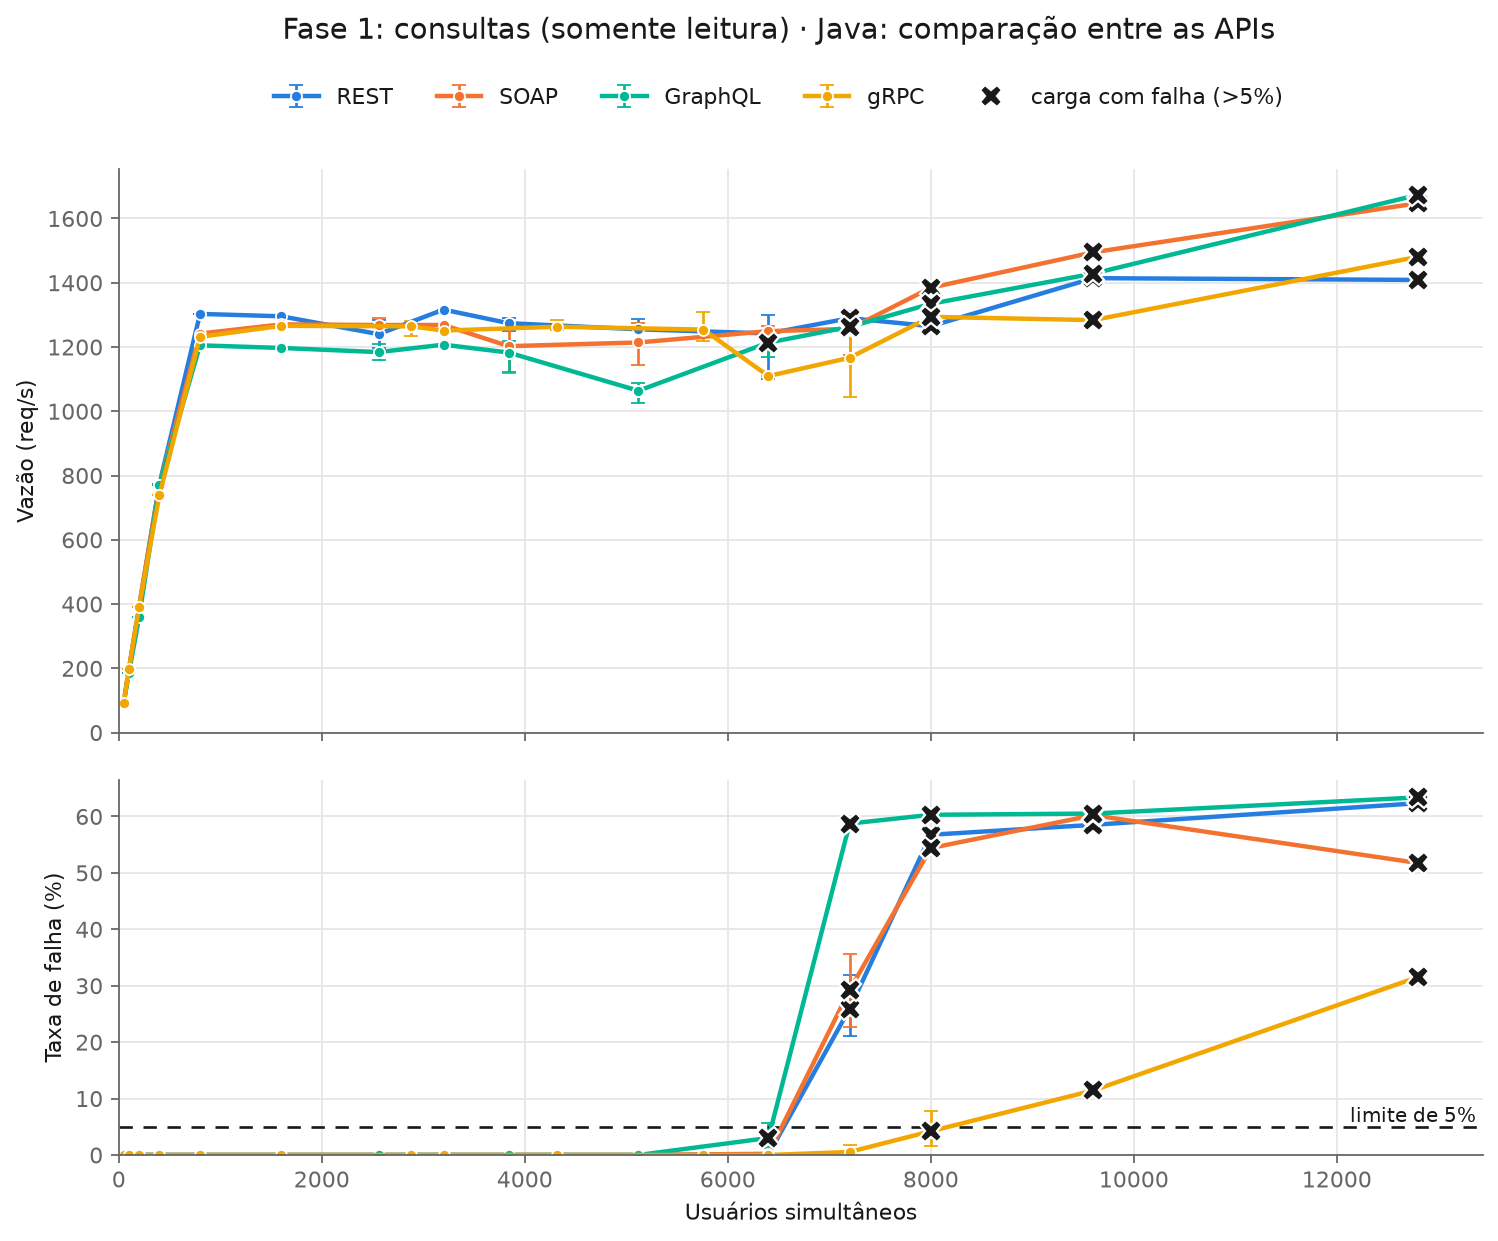 Fase 1: consultas (somente leitura) · Java: comparação entre as APIs
REST SOAP GraphQL gRPC carga com falha (>5%)
Vazão (req/s)
1600
1400
1200
1000
800
600
400
200
0
Taxa de falha (%)
60
50
40
30
20
10
0
limite de 5%
0 2000 4000 6000 8000 10000 12000
Usuários simultâneos